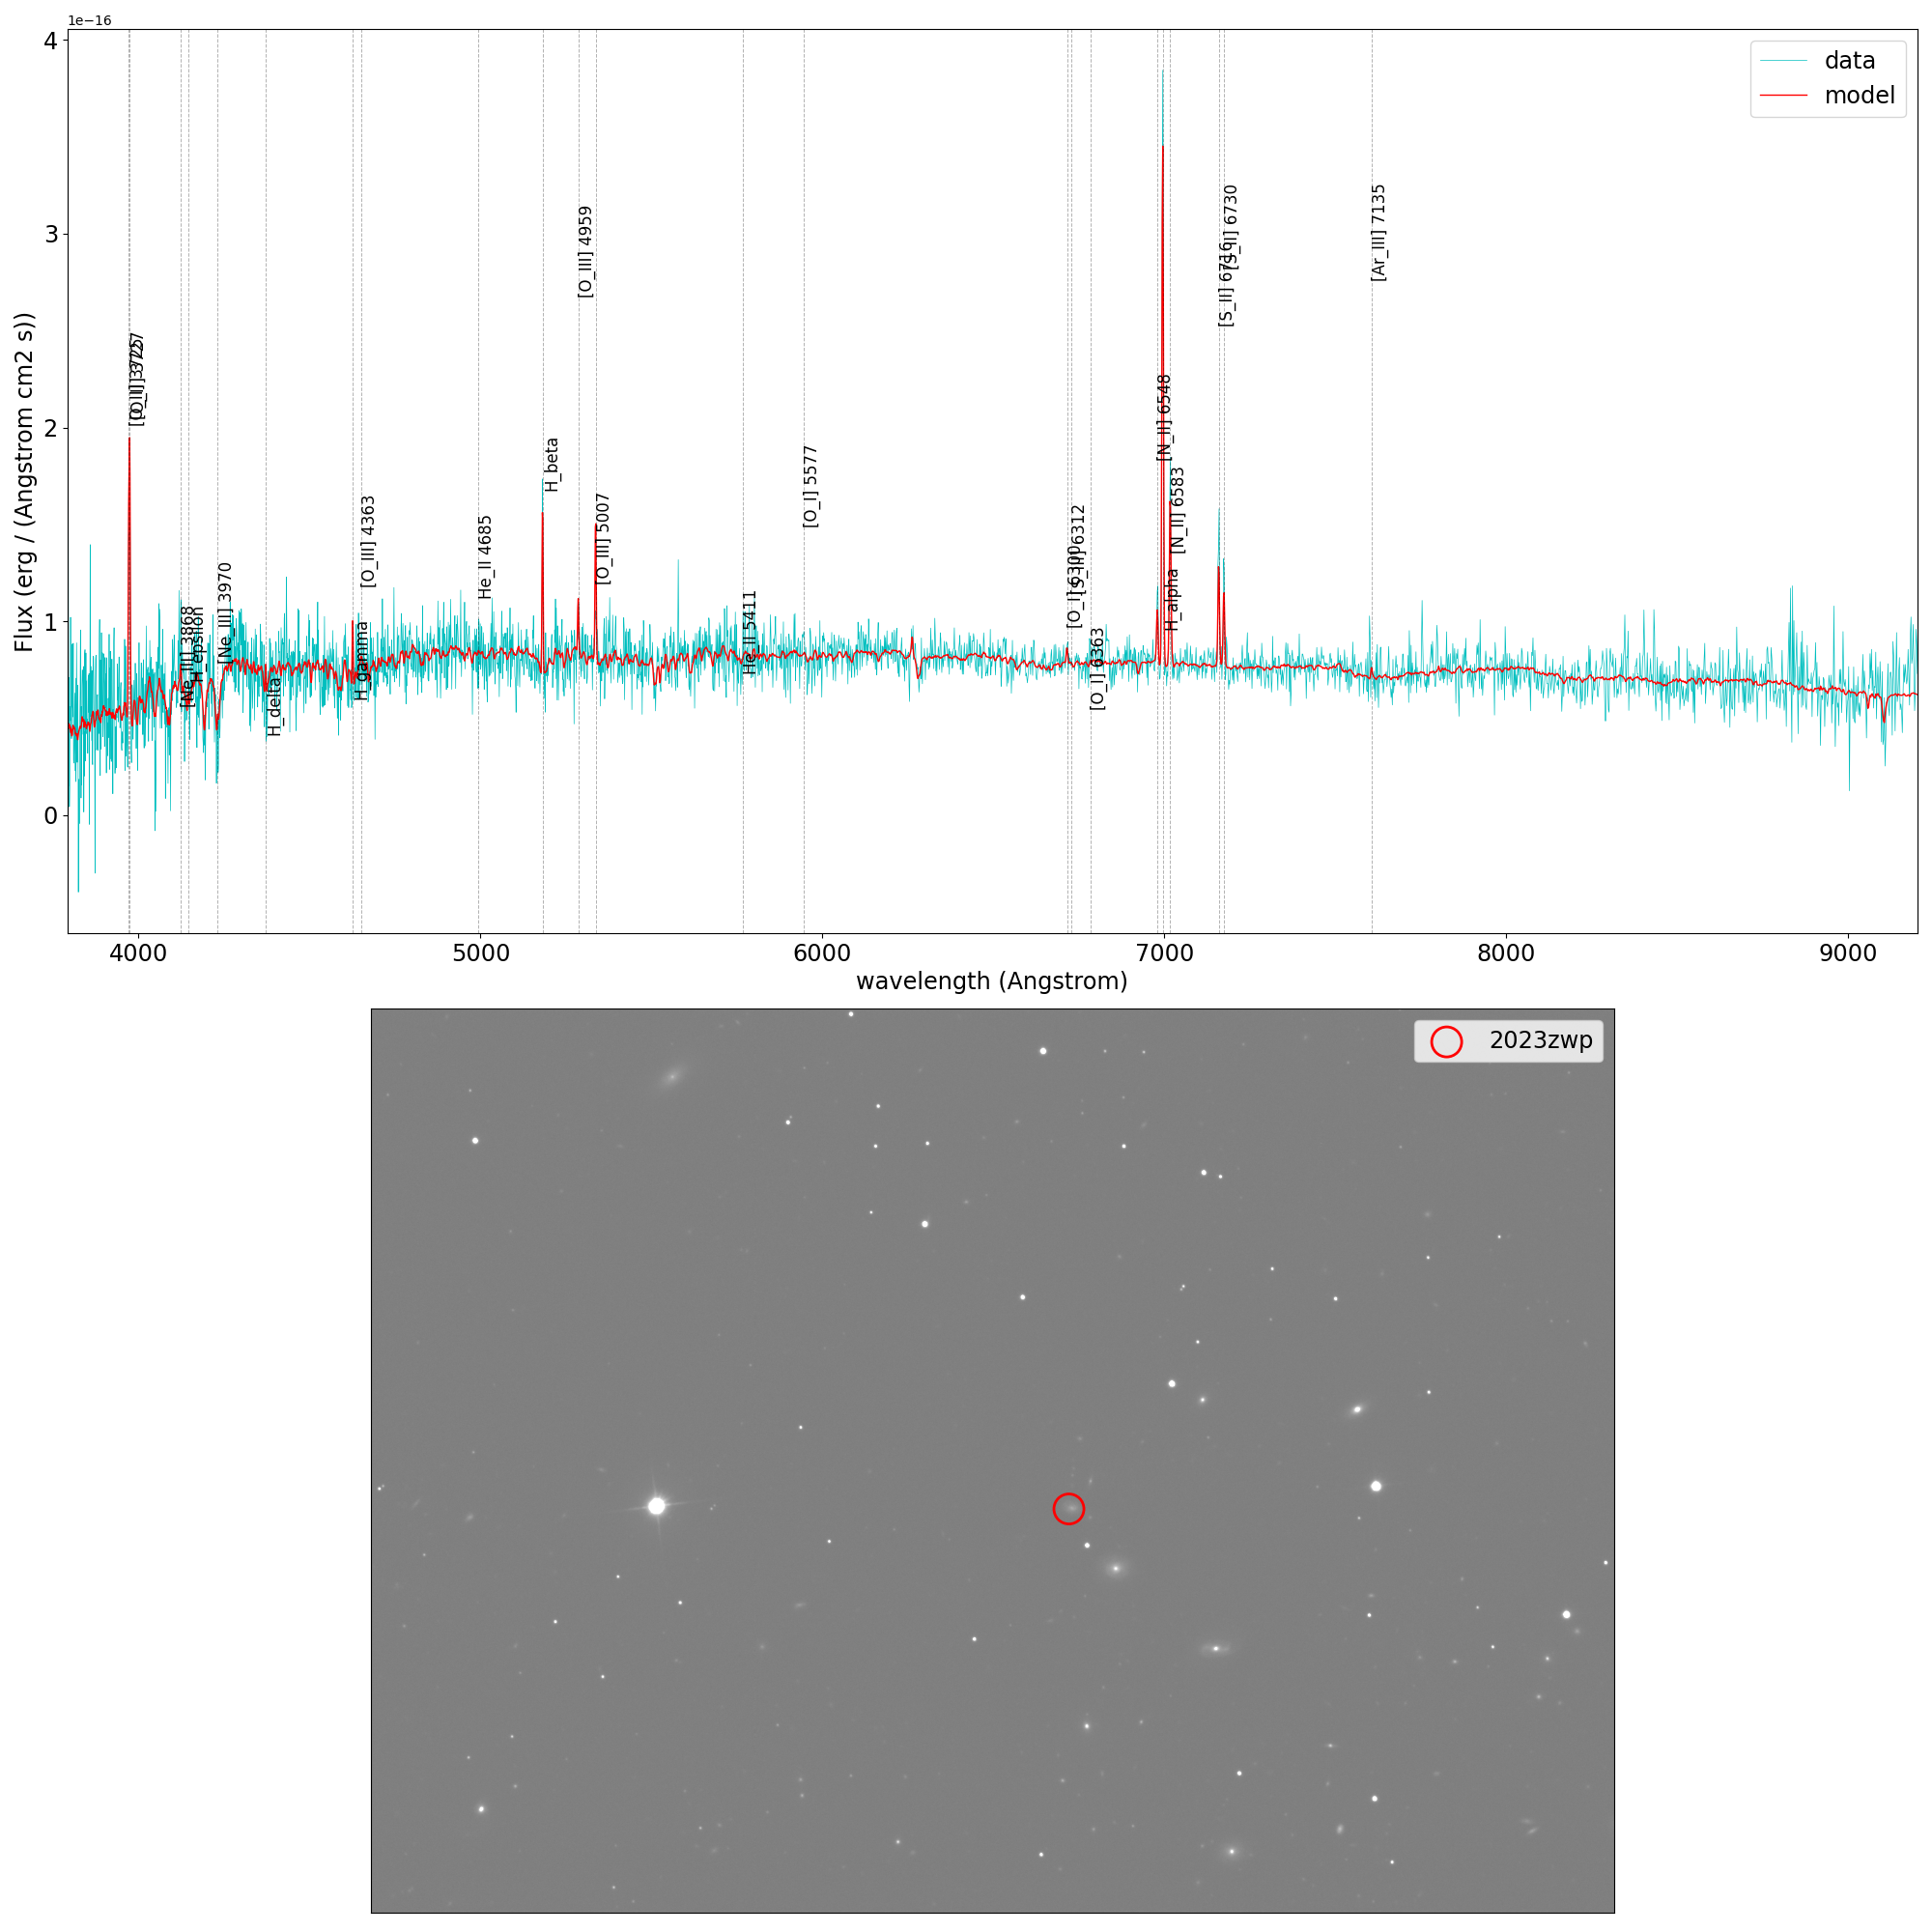 1e−16
data
model
Flux (erg / (Angstrom cm2 s))
4
3
2
1
0
[O_II] 3727
[Ne_III] 3868
H_epsilon
[Ne_III] 3970
H_delta
H_gamma
[O_III] 4363
He_II 4685
H_beta
[O_III] 4959
[O_III] 5007
He_II 5411
[O_I] 5577
[O_I] 6300
[S_III] 6312
[O_I] 6363
[N_II] 6548
H_alpha
[N_II] 6583
[S_II] 6716
[S_II] 6730
[Ar_III] 7135
4000 5000 6000 7000 8000 9000
wavelength (Angstrom)
2023zwp